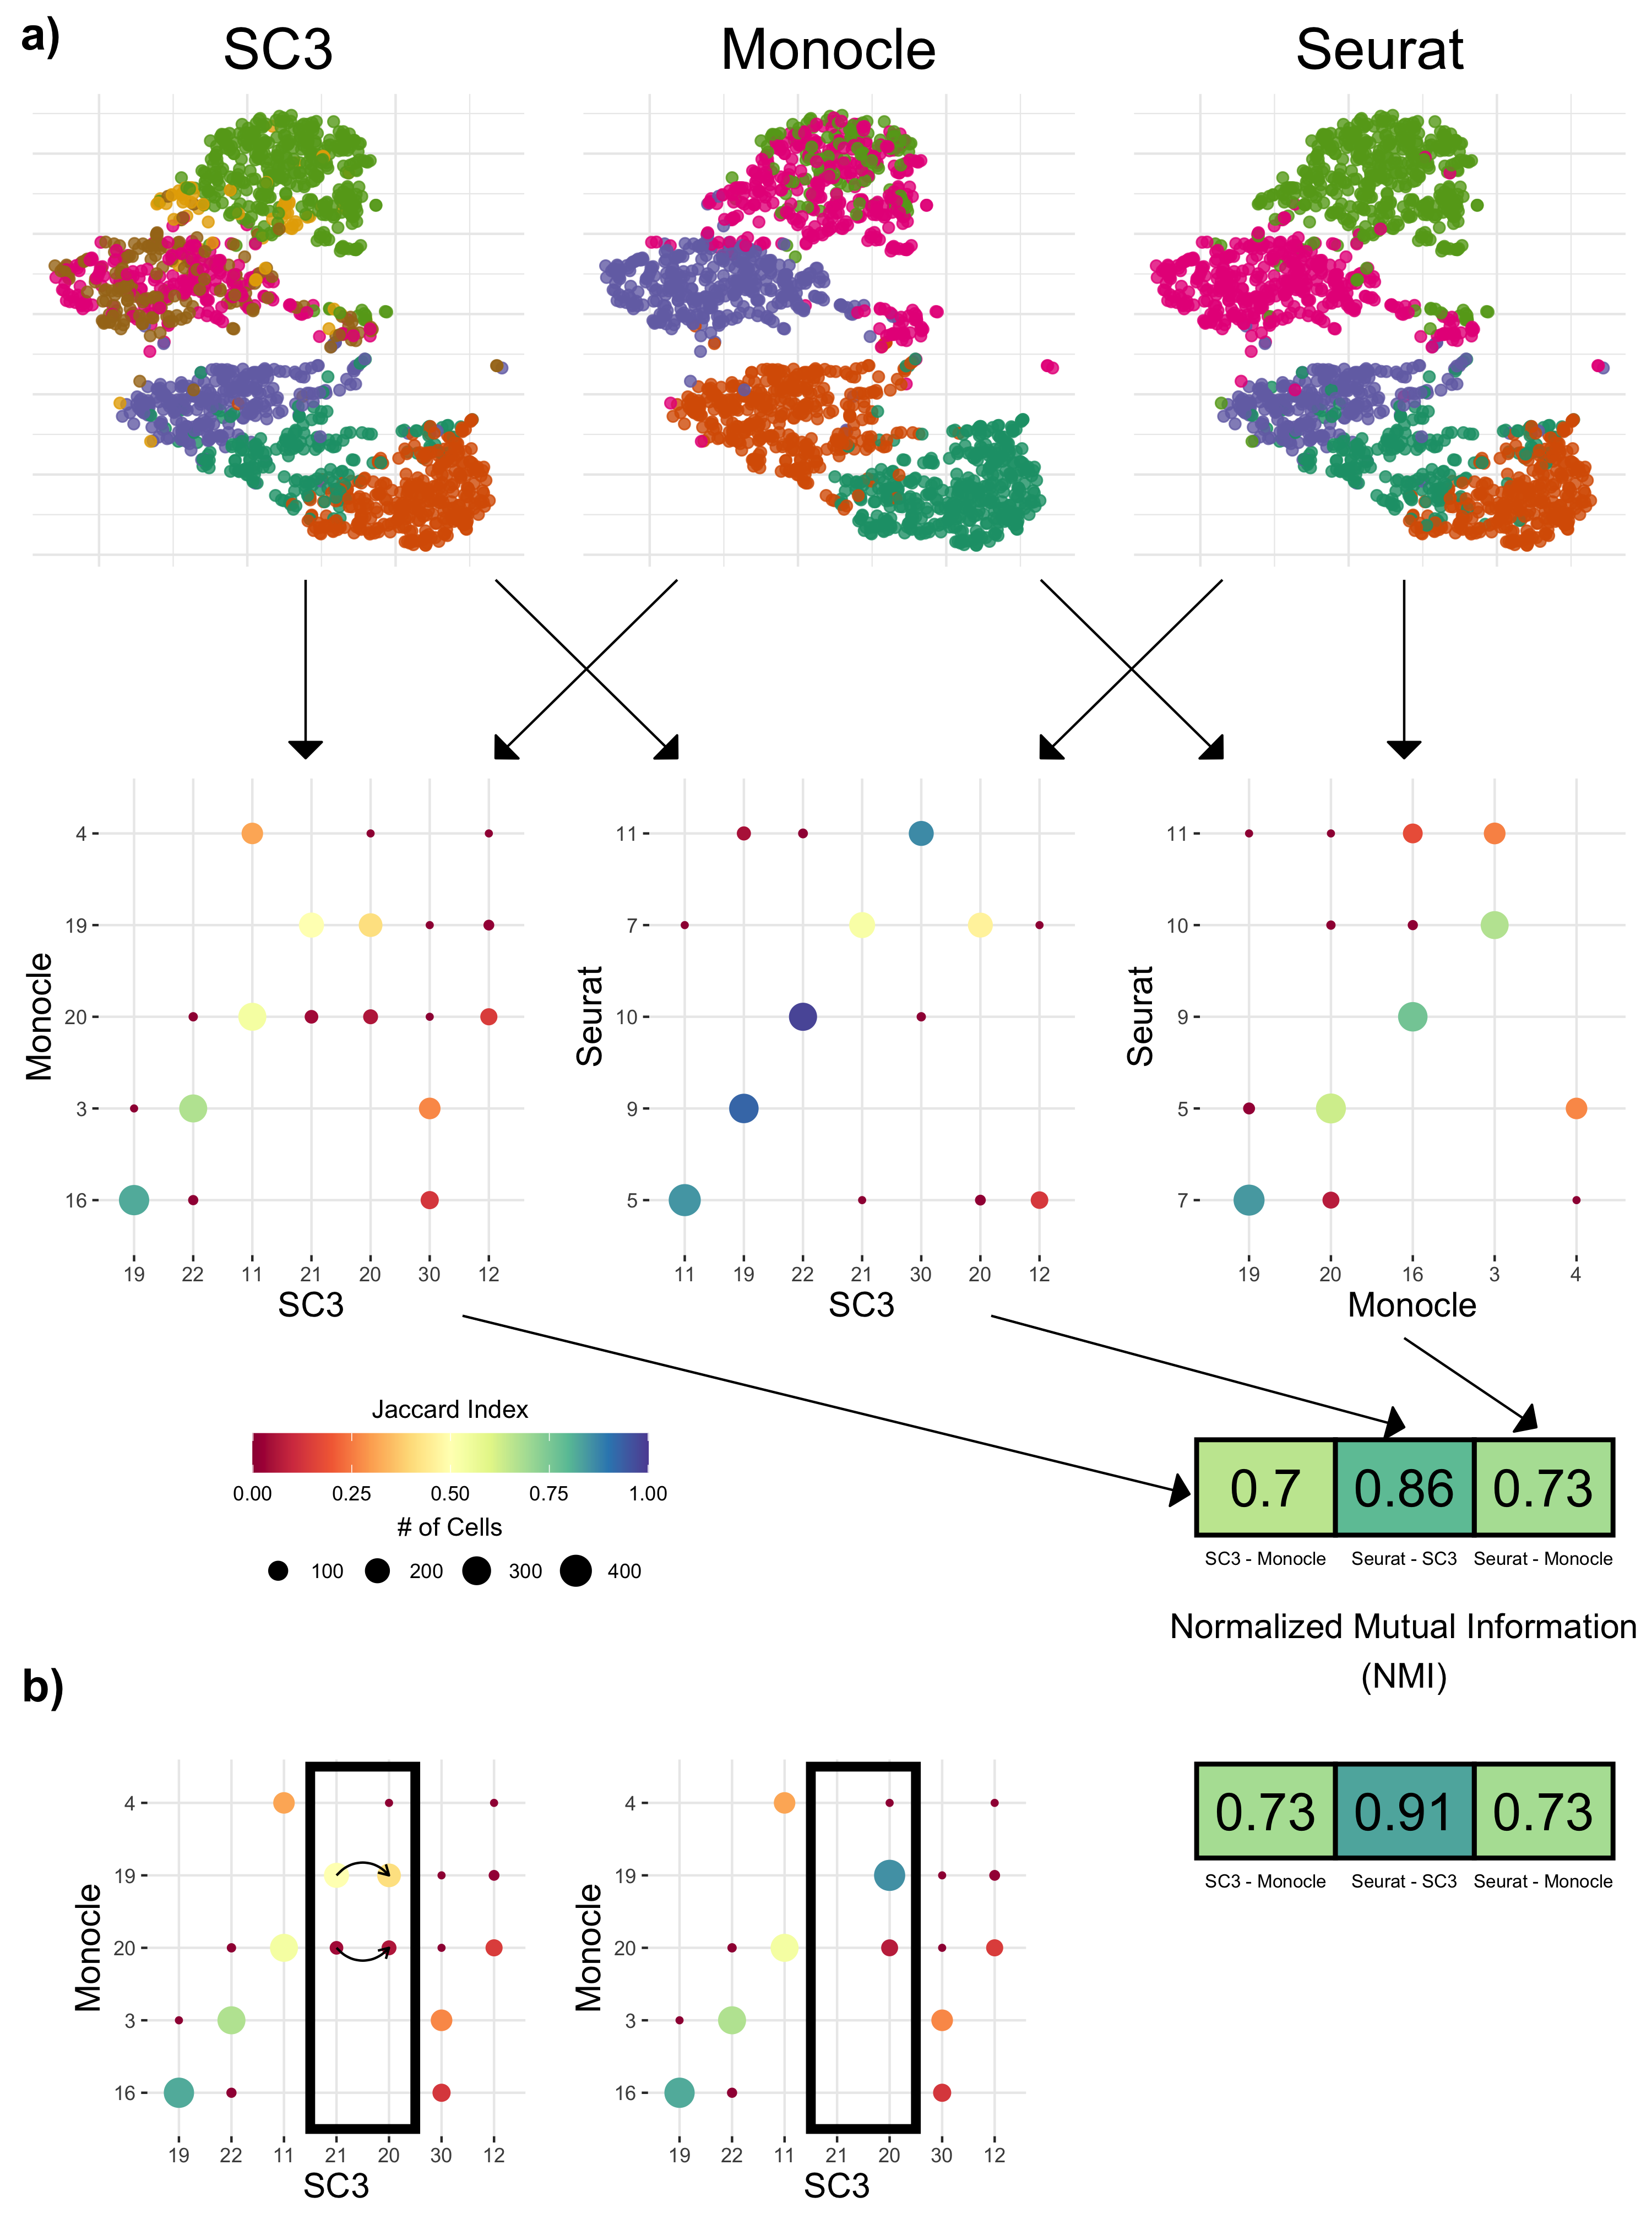 a)
SC3 Monocle Seurat
4
19
20
3
16
Monocle
19 22 11 21 20 30 12
SC3
11
7
10
9
5
Seurat
11 19 22 21 30 20 12
SC3
11
10
9
5
7
Seurat
19 20 16 3 4
Monocle
Jaccard Index
0.00 0.25 0.50 0.75 1.00
# of Cells
100 200 300 400
0.7 0.86 0.73
SC3 - Monocle Seurat - SC3 Seurat - Monocle
Normalized Mutual Information
(NMI)
b)
4
19
20
3
16
Monocle
19 22 11 21 20 30 12
SC3
4
19
20
3
16
Monocle
19 22 11 21 20 30 12
SC3
0.73 0.91 0.73
SC3 - Monocle Seurat - SC3 Seurat - Monocle